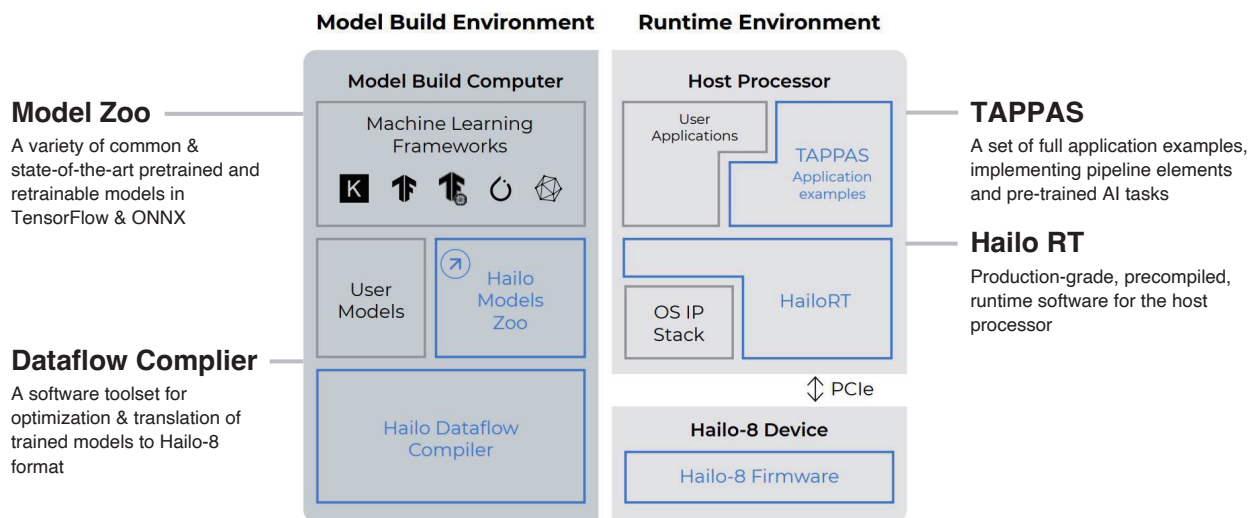 Model Build Environment
Runtime Environment
Model Zoo
A variety of common &
state-of-the-art pretrained and
retrainable models in
TensorFlow & ONNX
Dataflow Complier
A software toolset for
optimization & translation of
trained models to Hailo-8
format
Model Build Computer
Machine Learning
Frameworks
K
User
Models
Hailo
Models
Zoo
Hailo Dataflow
Compiler
Host Processor
User
Applications
TAPPAS
Application
examples
HailoRT
OS IP
Stack
PCIe
Hailo-8 Device
Hailo-8 Firmware
TAPPAS
A set of full application examples,
implementing pipeline elements
and pre-trained AI tasks
Hailo RT
Production-grade, precompiled,
runtime software for the host
processor